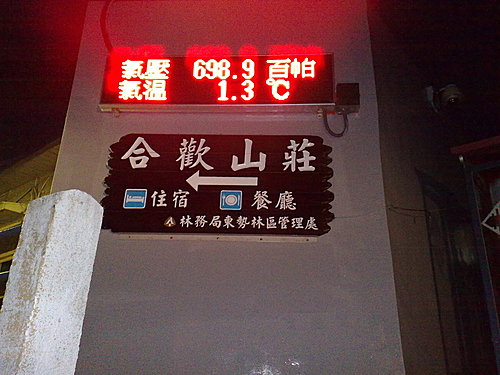 氣壓 698.9 百帕
氣溫 1.3 ℃
合歡山莊
住宿 餐廳
林務局東勢林區管理處